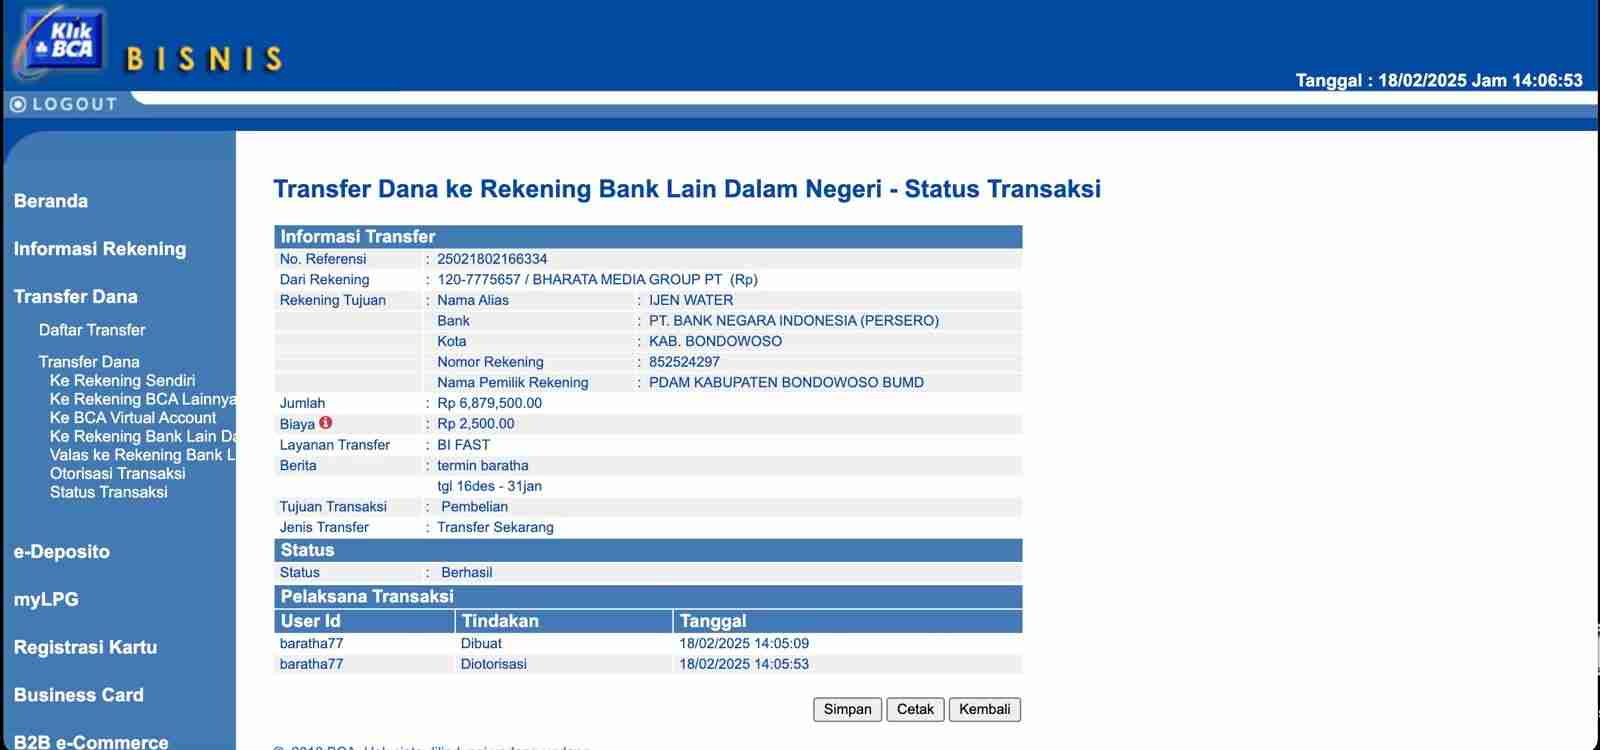 Klik
BCA
BISNIS
Tanggal : 18/02/2025 Jam 14:06:53
LOGOUT
Beranda
Informasi Rekening
Transfer Dana
Daftar Transfer
Transfer Dana
Ke Rekening Sendiri
Ke Rekening BCA Lainnya
Ke BCA Virtual Account
Ke Rekening Bank Lain Da
Valas ke Rekening Bank L
Otorisasi Transaksi
Status Transaksi
e-Deposito
myLPG
Registrasi Kartu
Business Card
B2B e-Commerce
Transfer Dana ke Rekening Bank Lain Dalam Negeri - Status Transaksi
Informasi Transfer
No. Referensi : 25021802166334
Dari Rekening : 120-7775657 / BHARATA MEDIA GROUP PT (Rp)
Rekening Tujuan : Nama Alias : IJEN WATER
Bank : PT. BANK NEGARA INDONESIA (PERSERO)
Kota : KAB. BONDOWOSO
Nomor Rekening : 852524297
Nama Pemilik Rekening : PDAM KABUPATEN BONDOWOSO BUMD
Jumlah : Rp 6,879,500.00
Biaya : Rp 2,500.00
Layanan Transfer : BI FAST
Berita : termin baratha
tgl 16des - 31jan
Tujuan Transaksi : Pembelian
Jenis Transfer : Transfer Sekarang
Status
Status : Berhasil
Pelaksana Transaksi
User Id Tindakan Tanggal
baratha77 Dibuat 18/02/2025 14:05:09
baratha77 Diotorisasi 18/02/2025 14:05:53
Simpan Cetak Kembali